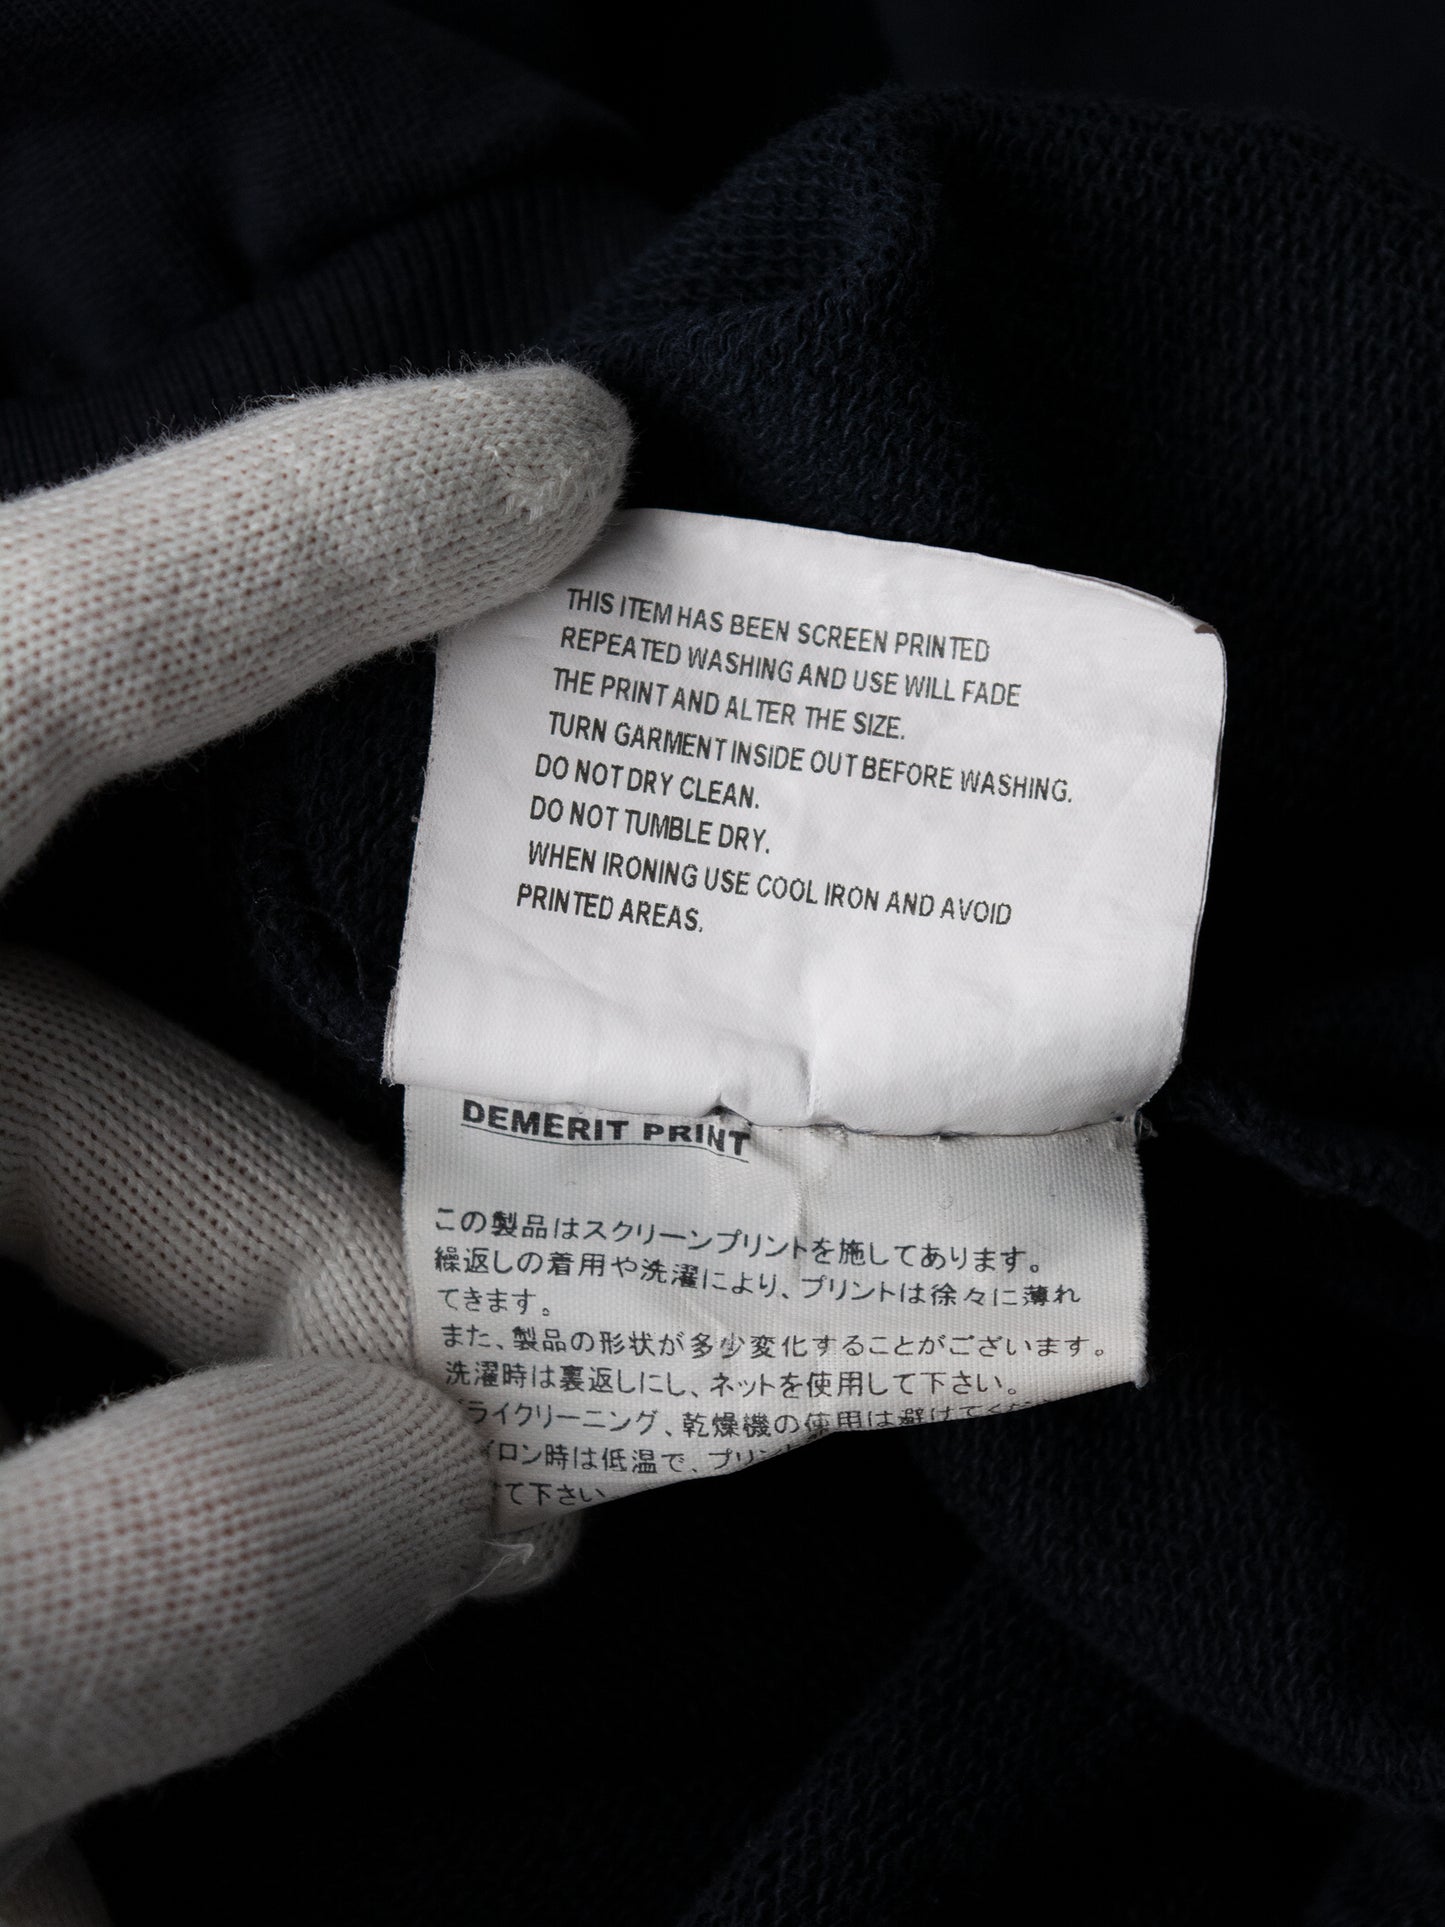 THIS ITEM HAS BEEN SCREEN PRINTED
REPEATED WASHING AND USE WILL FADE
THE PRINT AND ALTER THE SIZE.
TURN GARMENT INSIDE OUT BEFORE WASHING.
DO NOT DRY CLEAN.
DO NOT TUMBLE DRY.
WHEN IRONING USE COOL IRON AND AVOID
PRINTED AREAS.
DEMERIT PRINT
この製品はスクリーンプリントを施してあります。
繰返しの着用や洗濯により、プリントは徐々に薄れ
てきます。
また、製品の形状が多少変化することがございます。
洗濯時は裏返しにし、ネットを使用して下さい。
ライクリーニング、乾燥機の使用は避けてく
ロン時は低温で、プリン
て下さい